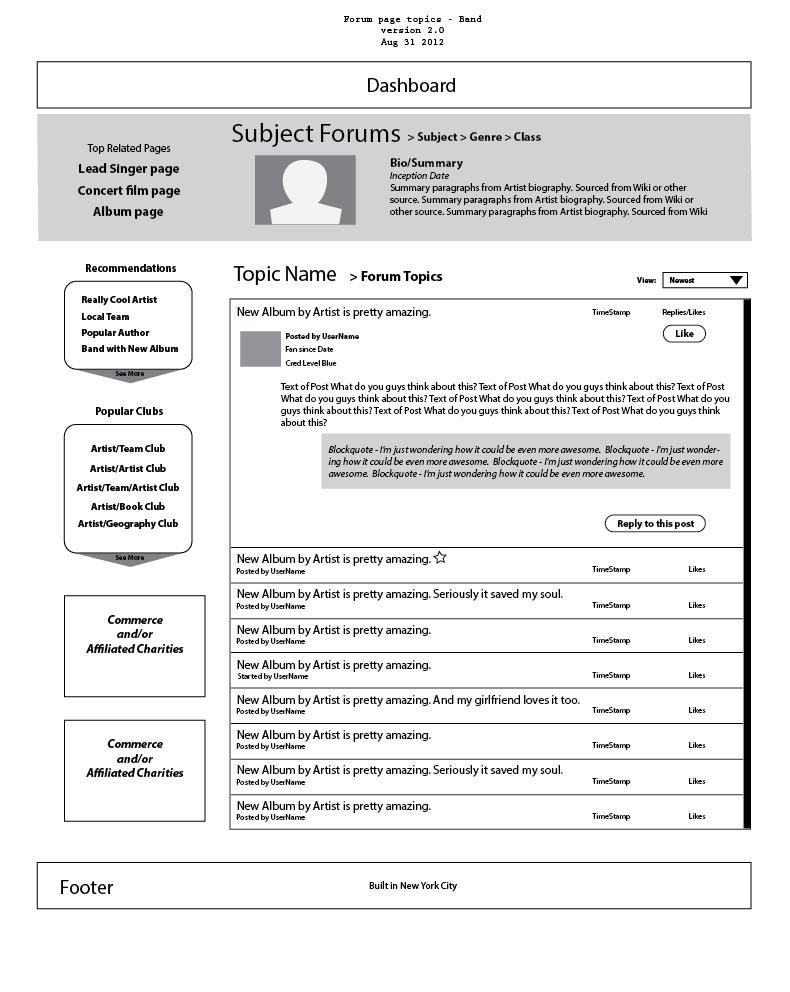 Forum page topics - Band
version 2.0
Aug 31 2012
Dashboard
Top Related Pages
Lead Singer page
Concert film page
Album page
Subject Forums > Subject > Genre > Class
Bio/Summary
Inception Date
Summary paragraphs from Artist biography. Sourced from Wiki or other
source. Summary paragraphs from Artist biography. Sourced from Wiki or
other source. Summary paragraphs from Artist biography. Sourced from Wiki
Recommendations
Really Cool Artist
Local Team
Popular Author
Band with New Album
See More
Popular Clubs
Artist/Team Club
Artist/Artist Club
Artist/Team/Artist Club
Artist/Book Club
Artist/Geography Club
See More
Commerce
and/or
Affiliated Charities
Commerce
and/or
Affiliated Charities
Topic Name > Forum Topics
View: Newest
New Album by Artist is pretty amazing. TimeStamp Replies/Likes
Like
Posted by UserName
Fan since Date
Cred Level Blue
Text of Post What do you guys think about this? Text of Post What do you guys think about this? Text of Post
What do you guys think about this? Text of Post What do you guys think about this? Text of Post What do you
guys think about this? Text of Post What do you guys think about this? Text of Post What do you guys think
about this?
Blockquote - I'm just wondering how it could be even more awesome. Blockquote - I'm just wonder-
ing how it could be even more awesome. Blockquote - I'm just wondering how it could be even more
awesome. Blockquote - I'm just wondering how it could be even more awesome.
Reply to this post
New Album by Artist is pretty amazing.
Posted by UserName TimeStamp Likes
New Album by Artist is pretty amazing. Seriously it saved my soul.
Posted by UserName TimeStamp Likes
New Album by Artist is pretty amazing.
Posted by UserName TimeStamp Likes
New Album by Artist is pretty amazing.
Started by UserName TimeStamp Likes
New Album by Artist is pretty amazing. And my girlfriend loves it too.
Posted by UserName TimeStamp Likes
New Album by Artist is pretty amazing.
Posted by UserName TimeStamp Likes
New Album by Artist is pretty amazing. Seriously it saved my soul.
Posted by UserName TimeStamp Likes
New Album by Artist is pretty amazing.
Posted by UserName TimeStamp Likes
Footer
Built in New York City